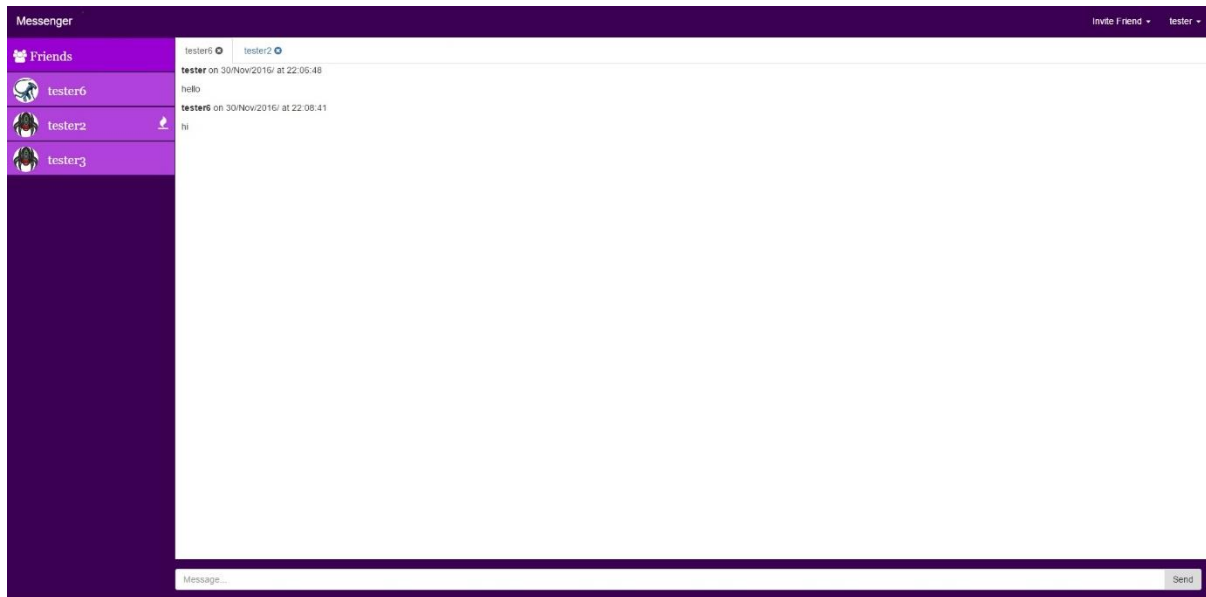 Messenger
Invite Friend
tester
Friends
tester6
tester2
tester3
tester6
tester2
tester on 30/Nov/2016/ at 22:06:48
hello
tester6 on 30/Nov/2016/ at 22:08:41
hi
Message...
Send